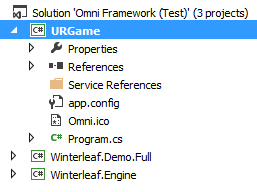 Solution 'Omni Framework (Test)' (3 projects)
C# URGame
Properties
References
Service References
app.config
Omni.ico
C# Program.cs
C# Winterleaf.Demo.Full
C# Winterleaf.Engine